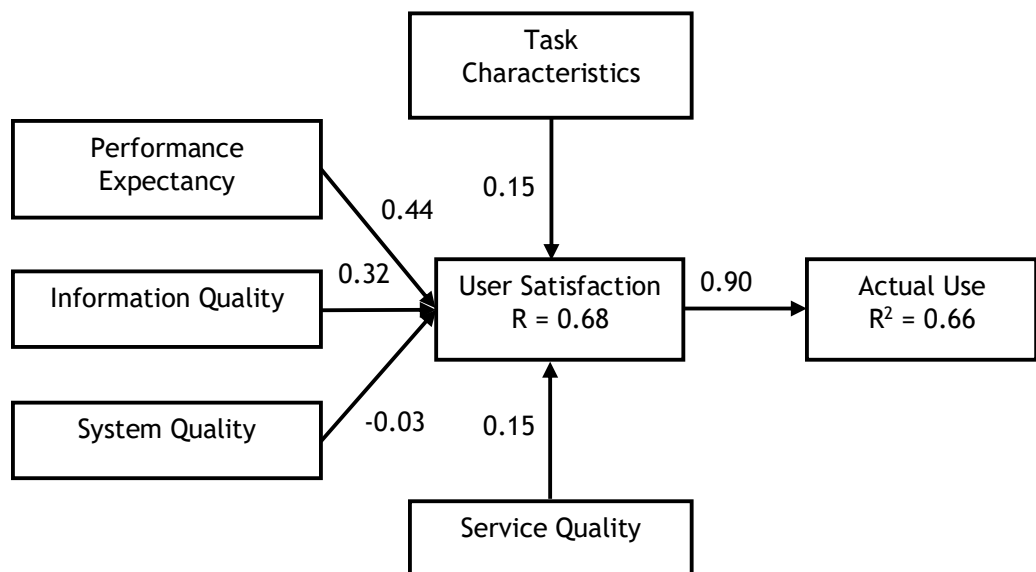 Task
Characteristics
Performance
Expectancy
0.15
0.44
Information Quality
0.32
User Satisfaction
R = 0.68
0.90
Actual Use
R² = 0.66
System Quality
-0.03
0.15
Service Quality